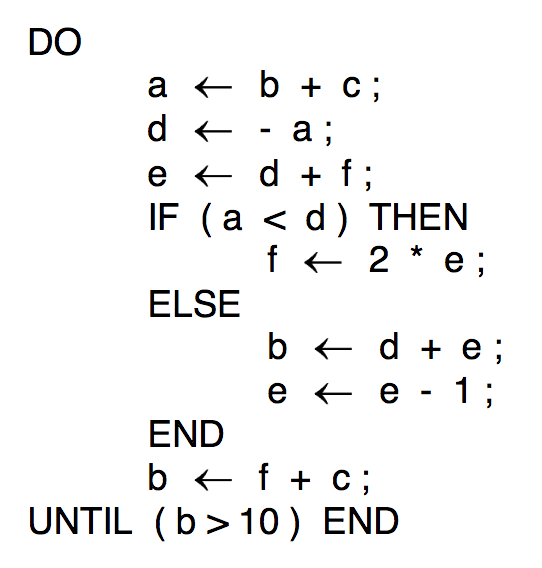 DO
a ← b + c ;
d ← - a ;
e ← d + f ;
IF ( a < d ) THEN
f ← 2 * e ;
ELSE
b ← d + e ;
e ← e - 1 ;
END
b ← f + c ;
UNTIL ( b > 10 ) END